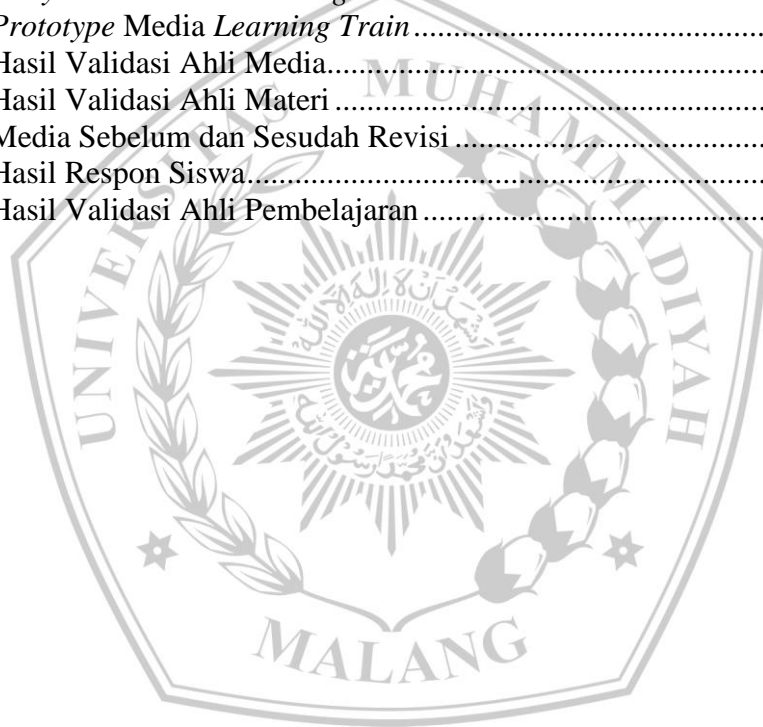 Prototype Media Learning Train..............................................
Hasil Validasi Ahli Media........................................................
Hasil Validasi Ahli Materi .......................................................
Media Sebelum dan Sesudah Revisi ........................................
Hasil Respon Siswa..................................................................
Hasil Validasi Ahli Pembelajaran ............................................
UNIVERSITAS MUHAMMADIYAH
MALANG